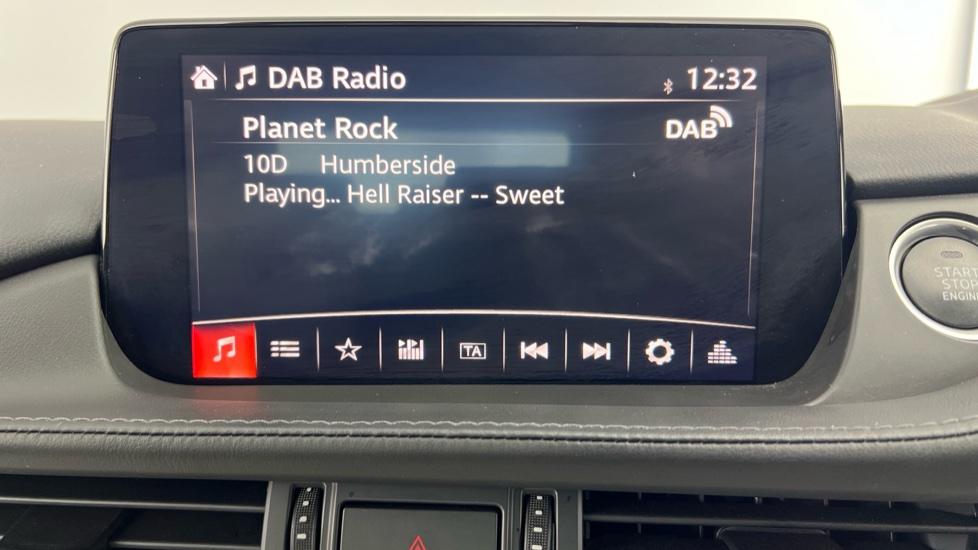 DAB Radio 12:32
Planet Rock DAB
10D Humberside
Playing... Hell Raiser -- Sweet
TA
START
STOP
ENGINE